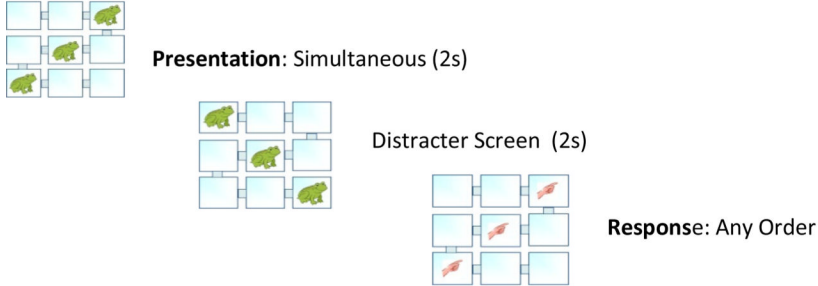 Presentation: Simultaneous (2s)
Distracter Screen (2s)
Response: Any Order